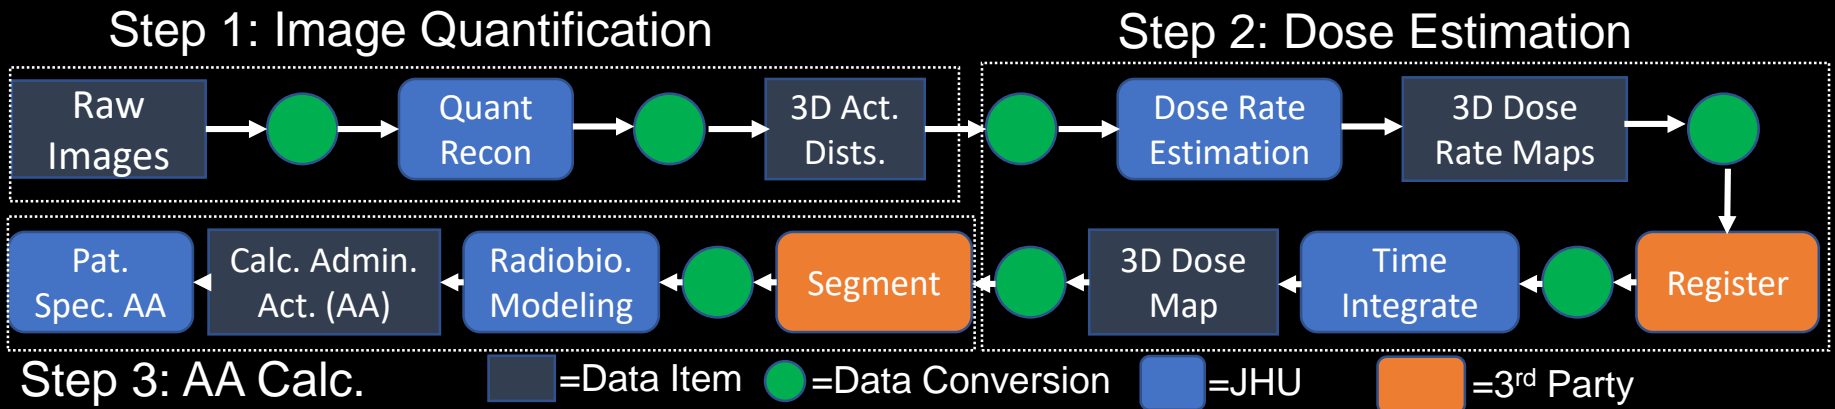 Step 1: Image Quantification
Step 2: Dose Estimation
Raw
Images
Quant
Recon
3D Act.
Dists.
Dose Rate
Estimation
3D Dose
Rate Maps
Register
Time
Integrate
3D Dose
Map
Segment
Radiobio.
Modeling
Calc. Admin.
Act. (AA)
Pat.
Spec. AA
Step 3: AA Calc.
=Data Item
=Data Conversion
=JHU
=3rd Party